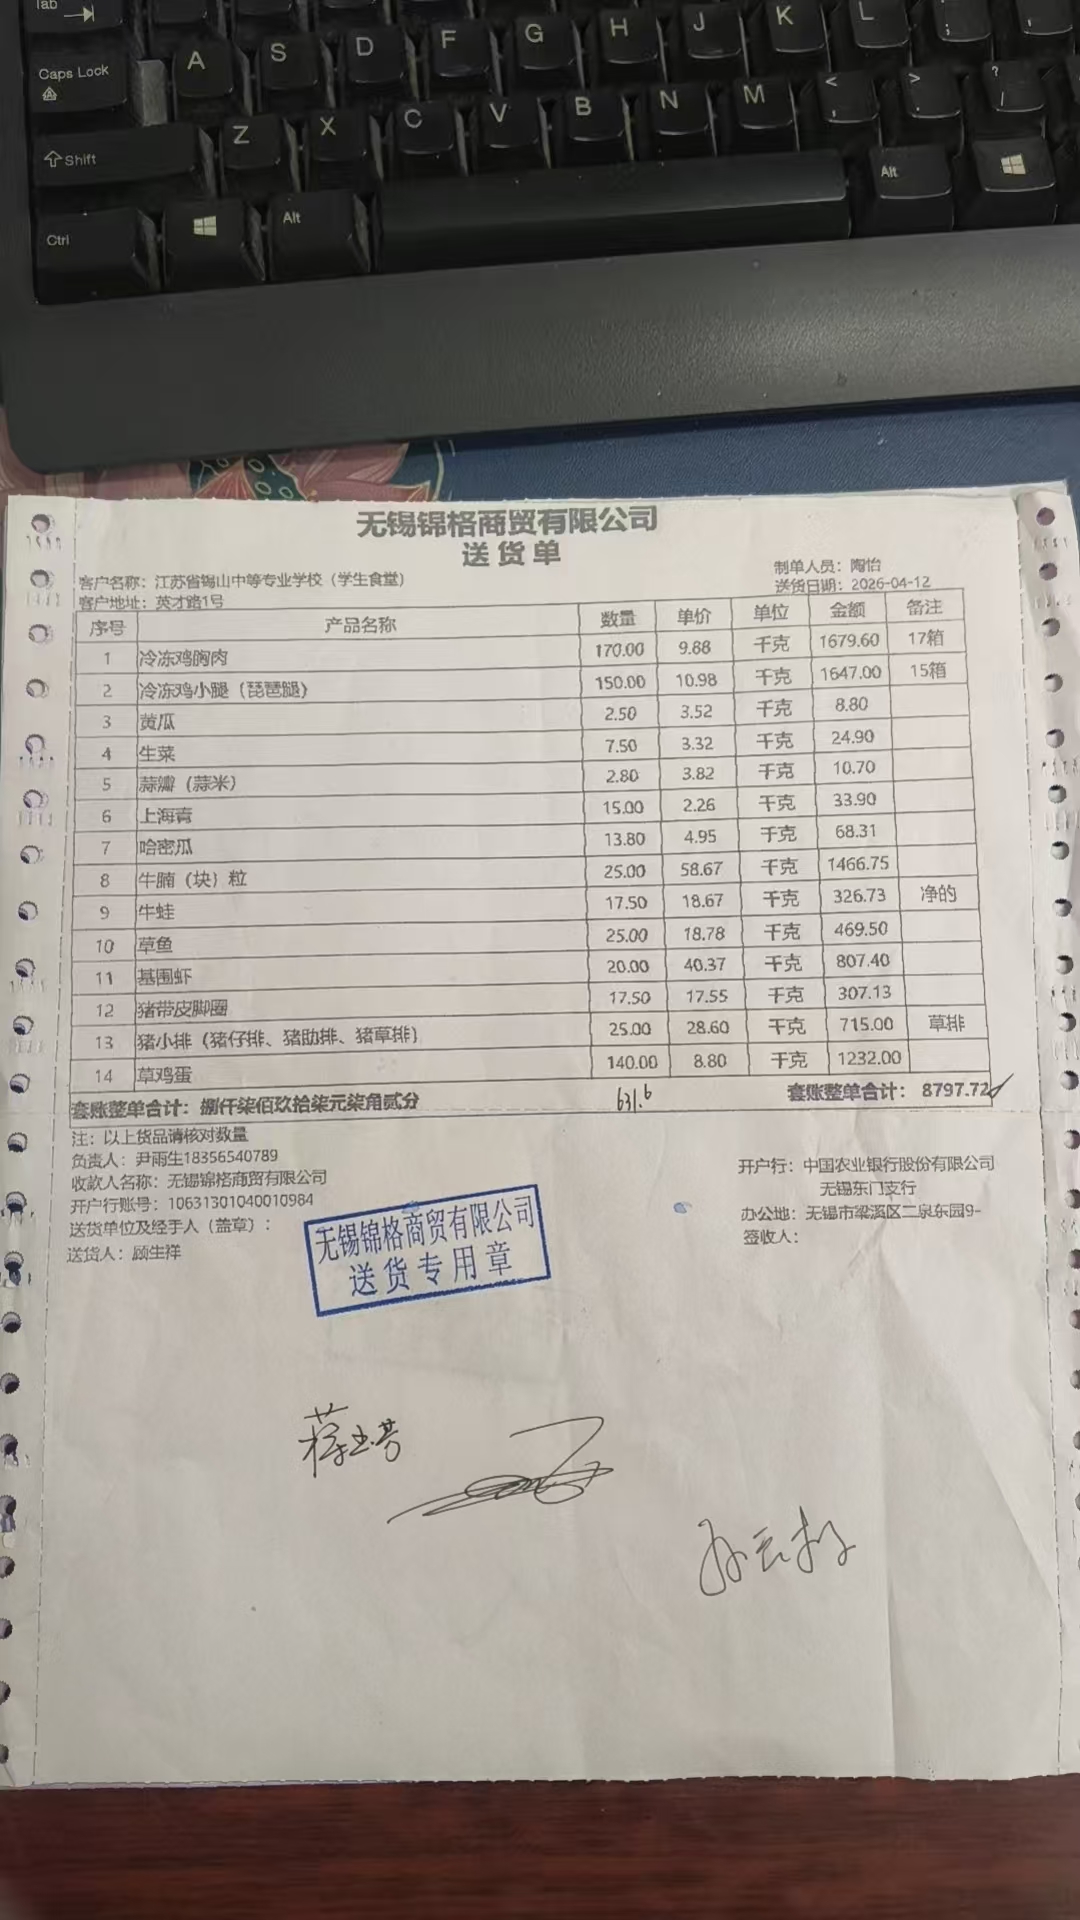 Tab
A S D F G H J K L ;
Caps Lock
Z X C V B N M < , > . ? /
Shift
Ctrl Alt Alt
无锡锦格商贸有限公司
送货单
客户名称：江苏省锡山中等专业学校（学生食堂） 制单人员：陶怡
客户地址：英才路1号 送货日期：2026-04-12
序号 产品名称 数量 单价 单位 金额 备注
1 冷冻鸡胸肉 170.00 9.88 千克 1679.60 17箱
2 冷冻鸡小腿（琵琶腿） 150.00 10.98 千克 1647.00 15箱
3 黄瓜 2.50 3.52 千克 8.80
4 生菜 7.50 3.32 千克 24.90
5 蒜瓣（蒜米） 2.80 3.82 千克 10.70
6 上海青 15.00 2.26 千克 33.90
7 哈密瓜 13.80 4.95 千克 68.31
8 牛腩（块）粒 25.00 58.67 千克 1466.75
9 牛蛙 17.50 18.67 千克 326.73 净的
10 草鱼 25.00 18.78 千克 469.50
11 基围虾 20.00 40.37 千克 807.40
12 猪带皮脚圈 17.50 17.55 千克 307.13
13 猪小排（猪仔排、猪肋排、猪草排） 25.00 28.60 千克 715.00 草排
14 草鸡蛋 140.00 8.80 千克 1232.00
套账整单合计：捌仟柒佰玖拾柒元柒角贰分 631.6 套账整单合计：8797.72
注：以上货品请核对数量
负责人：尹雨生18356540789
收款人名称：无锡锦格商贸有限公司
开户行账号：10631301040010984
送货单位及经手人（盖章）：
送货人：顾生祥
开户行：中国农业银行股份有限公司
无锡东门支行
办公地：无锡市梁溪区二泉东园9-
签收人：
无锡锦格商贸有限公司
送货专用章